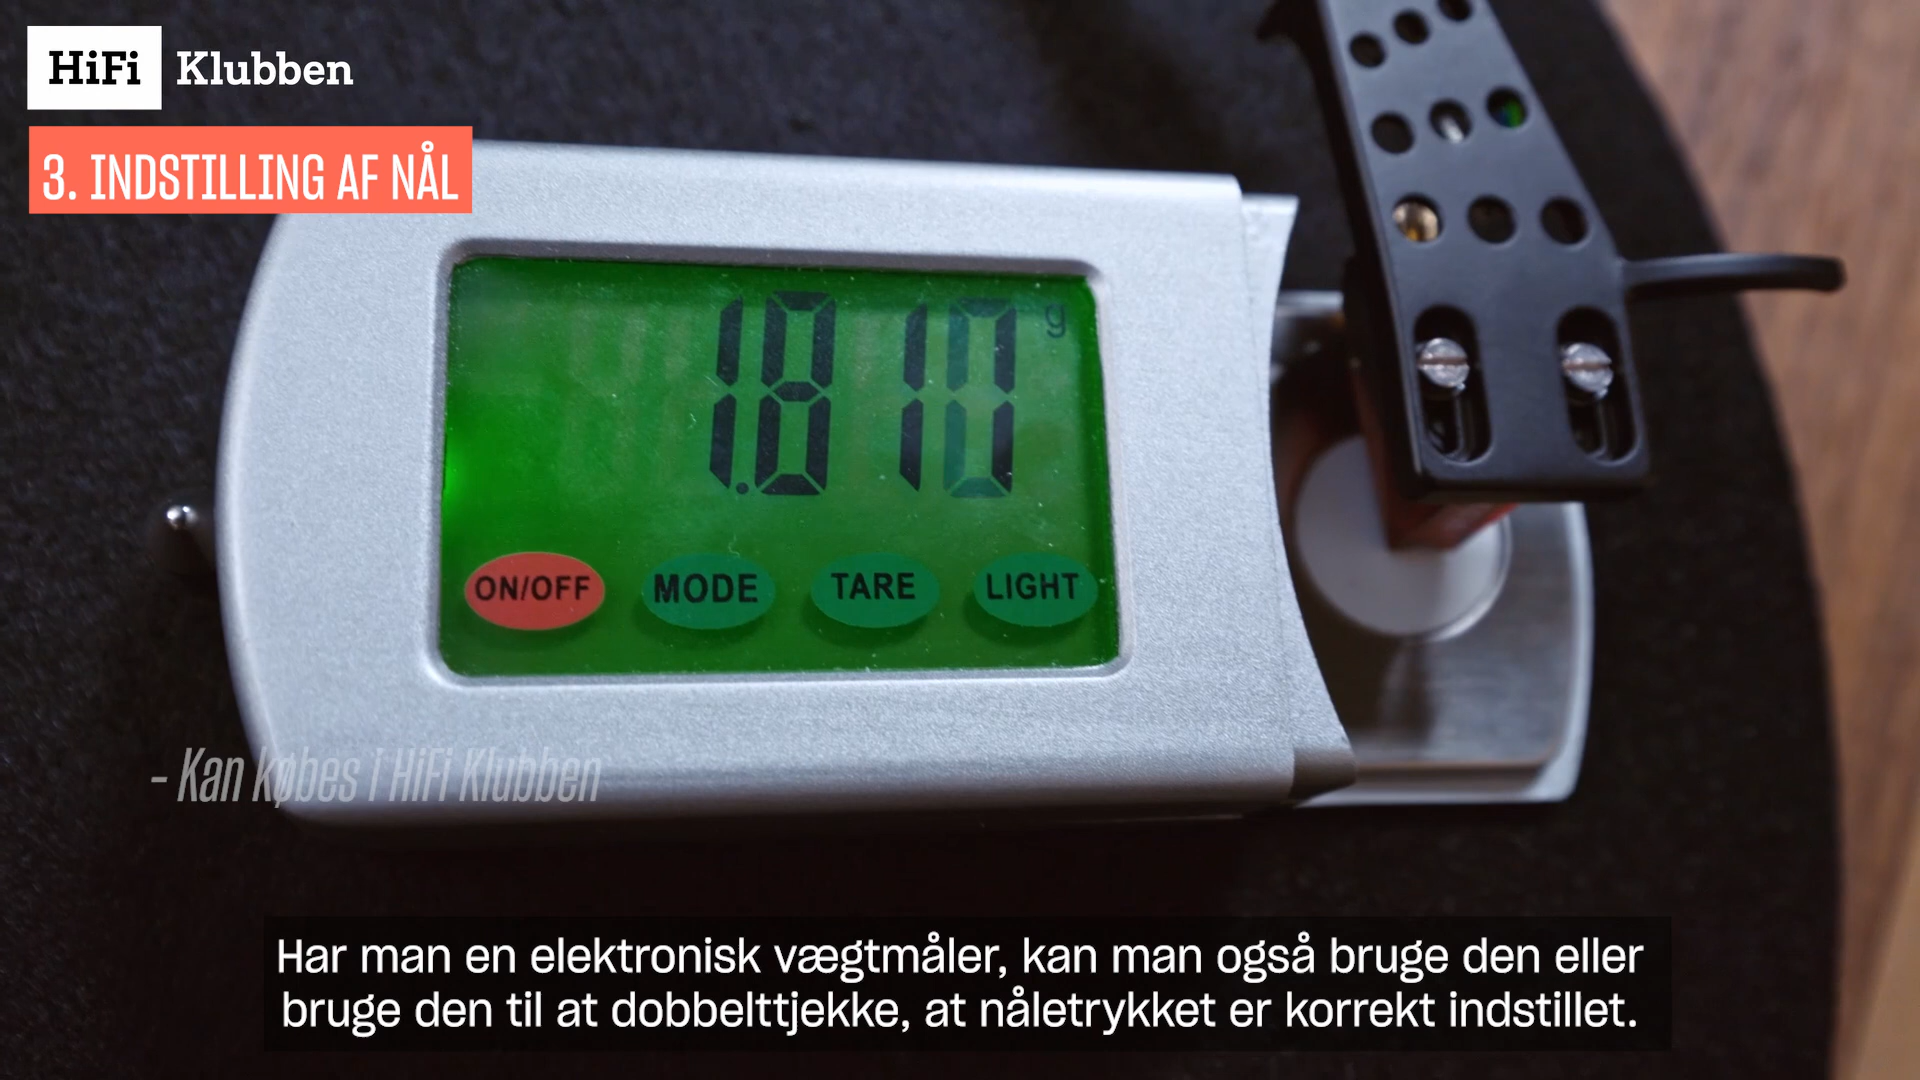 HiFi Klubben
3. INDSTILLING AF NÅL
1.810 g
ON/OFF MODE TARE LIGHT
- Kan købes i HiFi Klubben
Har man en elektronisk vægtmåler, kan man også bruge den eller
bruge den til at dobbelttjekke, at nåletrykket er korrekt indstillet.